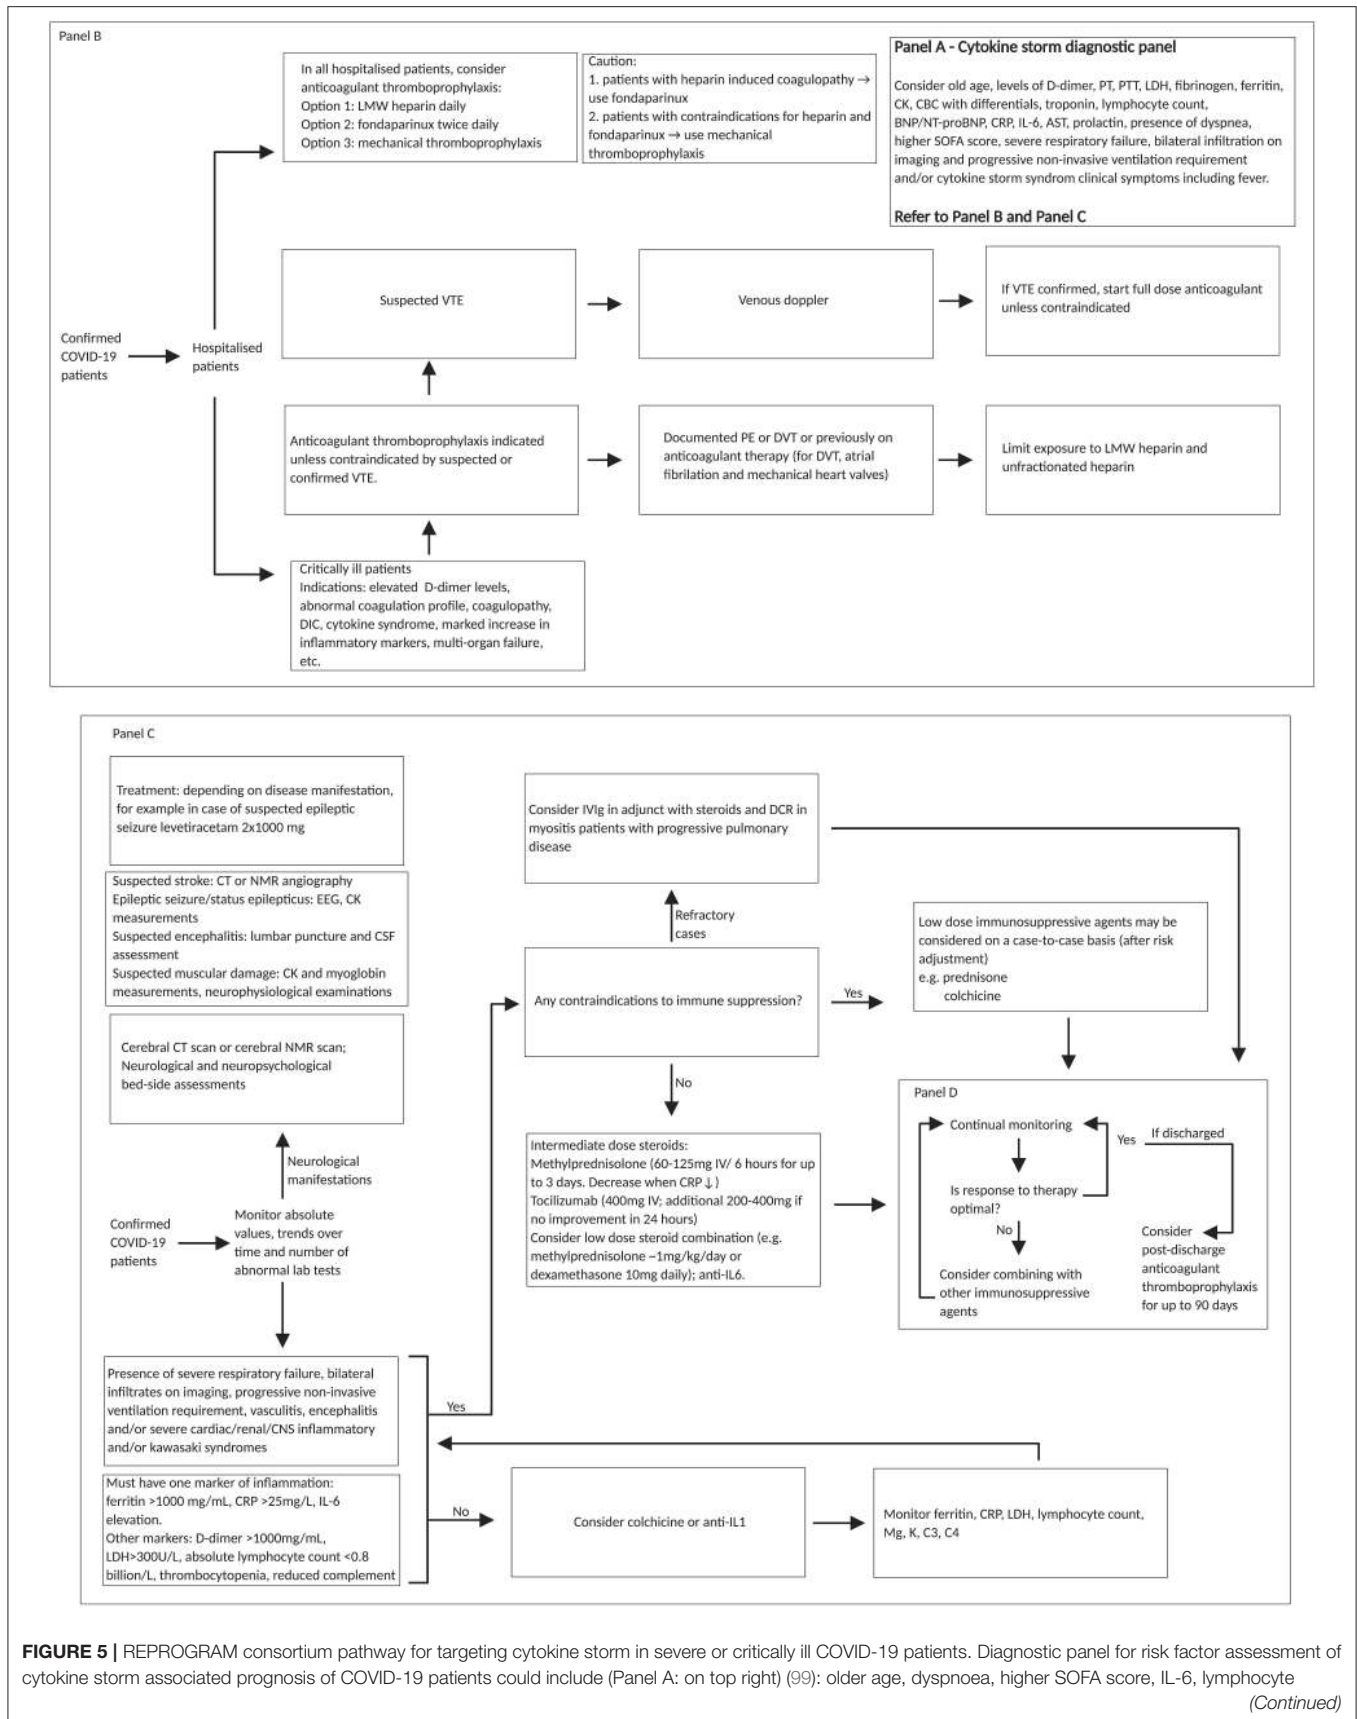 Panel B
In all hospitalised patients, consider
anticoagulant thromboprophylaxis:
Option 1: LMW heparin daily
Option 2: fondaparinux twice daily
Option 3: mechanical thromboprophylaxis
Caution:
1. patients with heparin induced coagulopathy →
use fondaparinux
2. patients with contraindications for heparin and
fondaparinux → use mechanical
thromboprophylaxis
Panel A - Cytokine storm diagnostic panel
Consider old age, levels of D-dimer, PT, PTT, LDH, fibrinogen, ferritin,
CK, CBC with differentials, troponin, lymphocyte count,
BNP/NT-proBNP, CRP, IL-6, AST, prolactin, presence of dyspnea,
higher SOFA score, severe respiratory failure, bilateral infiltration on
imaging and progressive non-invasive ventilation requirement
and/or cytokine storm syndrom clinical symptoms including fever.
Refer to Panel B and Panel C
Suspected VTE
Venous doppler
If VTE confirmed, start full dose anticoagulant
unless contraindicated
Confirmed
COVID-19
patients
Hospitalised
patients
Anticoagulant thromboprophylaxis indicated
unless contraindicated by suspected or
confirmed VTE.
Documented PE or DVT or previously on
anticoagulant therapy (for DVT, atrial
fibrilation and mechanical heart valves)
Limit exposure to LMW heparin and
unfractionated heparin
Critically ill patients
Indications: elevated D-dimer levels,
abnormal coagulation profile, coagulopathy,
DIC, cytokine syndrome, marked increase in
inflammatory markers, multi-organ failure,
etc.
Panel C
Treatment: depending on disease manifestation,
for example in case of suspected epileptic
seizure levetiracetam 2x1000 mg
Suspected stroke: CT or NMR angiography
Epileptic seizure/status epilepticus: EEG, CK
measurements
Suspected encephalitis: lumbar puncture and CSF
assessment
Suspected muscular damage: CK and myoglobin
measurements, neurophysiological examinations
Cerebral CT scan or cerebral NMR scan;
Neurological and neuropsychological
bed-side assessments
Neurological
manifestations
Confirmed
COVID-19
patients
Monitor absolute
values, trends over
time and number of
abnormal lab tests
Presence of severe respiratory failure, bilateral
infiltrates on imaging, progressive non-invasive
ventilation requirement, vasculitis, encephalitis
and/or severe cardiac/renal/CNS inflammatory
and/or kawasaki syndromes
Must have one marker of inflammation:
ferritin >1000 mg/mL, CRP >25mg/L, IL-6
elevation.
Other markers: D-dimer >1000mg/mL,
LDH>300U/L, absolute lymphocyte count <0.8
billion/L, thrombocytopenia, reduced complement
Yes
No
Consider IVIg in adjunct with steroids and DCR in
myositis patients with progressive pulmonary
disease
Refractory
cases
Any contraindications to immune suppression?
Yes
Low dose immunosuppressive agents may be
considered on a case-to-case basis (after risk
adjustment)
e.g. prednisone
colchicine
No
Intermediate dose steroids:
Methylprednisolone (60-125mg IV/ 6 hours for up
to 3 days. Decrease when CRP ↓)
Tocilizumab (400mg IV; additional 200-400mg if
no improvement in 24 hours)
Consider low dose steroid combination (e.g.
methylprednisolone ~1mg/kg/day or
dexamethasone 10mg daily); anti-IL6.
Panel D
Continual monitoring
Yes
If discharged
Is response to therapy
optimal?
No
Consider combining with
other immunosuppressive
agents
Consider
post-discharge
anticoagulant
thromboprophylaxis
for up to 90 days
Consider colchicine or anti-IL1
Monitor ferritin, CRP, LDH, lymphocyte count,
Mg, K, C3, C4
FIGURE 5 | REPROGRAM consortium pathway for targeting cytokine storm in severe or critically ill COVID-19 patients. Diagnostic panel for risk factor assessment of
cytokine storm associated prognosis of COVID-19 patients could include (Panel A: on top right) (99): older age, dyspnoea, higher SOFA score, IL-6, lymphocyte
(Continued)